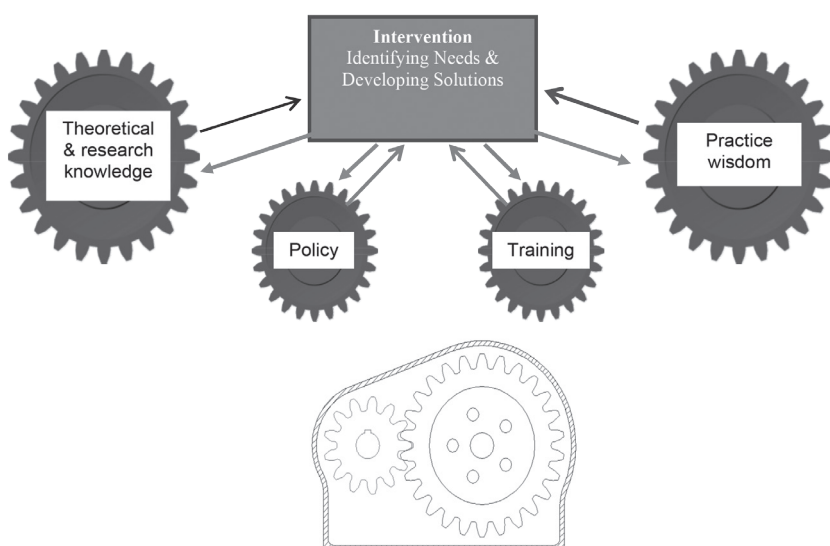 Intervention
Identifying Needs &
Developing Solutions
Theoretical
& research
knowledge
Practice
wisdom
Policy
Training